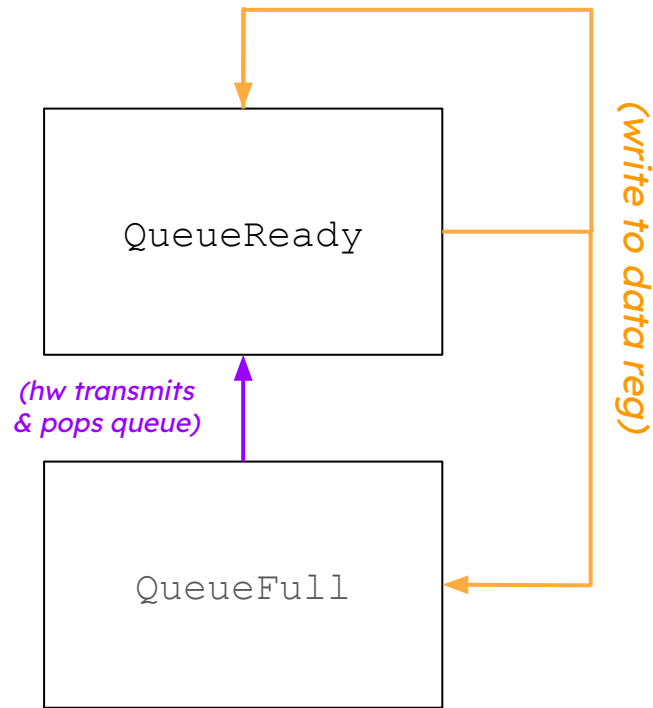 QueueReady
(write to data reg)
(hw transmits
& pops queue)
QueueFull